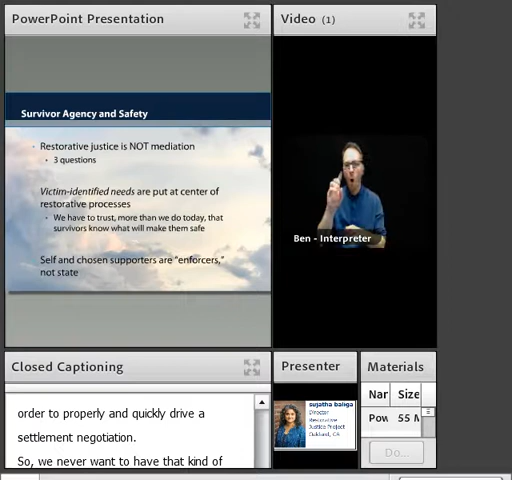 PowerPoint Presentation
Video (1)
Survivor Agency and Safety
Restorative justice is NOT mediation
3 questions
Victim-identified needs are put at center of
restorative processes
We have to trust, more than we do today, that
survivors know what will make them safe
Self and chosen supporters are "enforcers,"
not state
Ben - Interpreter
Closed Captioning
order to properly and quickly drive a
settlement negotiation.
So, we never want to have that kind of
Presenter
sujatha baliga
Director
Restorative
Justice Project
Oakland, CA
Materials
Nar Size
Pow 55 M
Do...